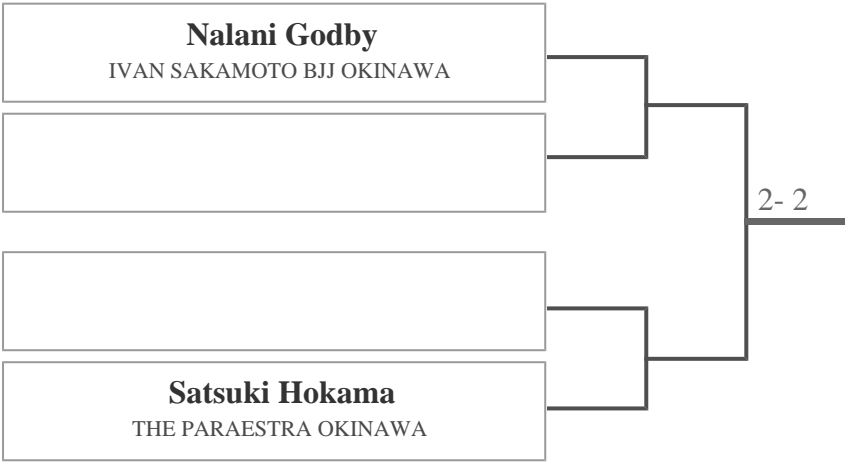 Nalani Godby
IVAN SAKAMOTO BJJ OKINAWA
2- 2
Satsuki Hokama
THE PARAESTRA OKINAWA